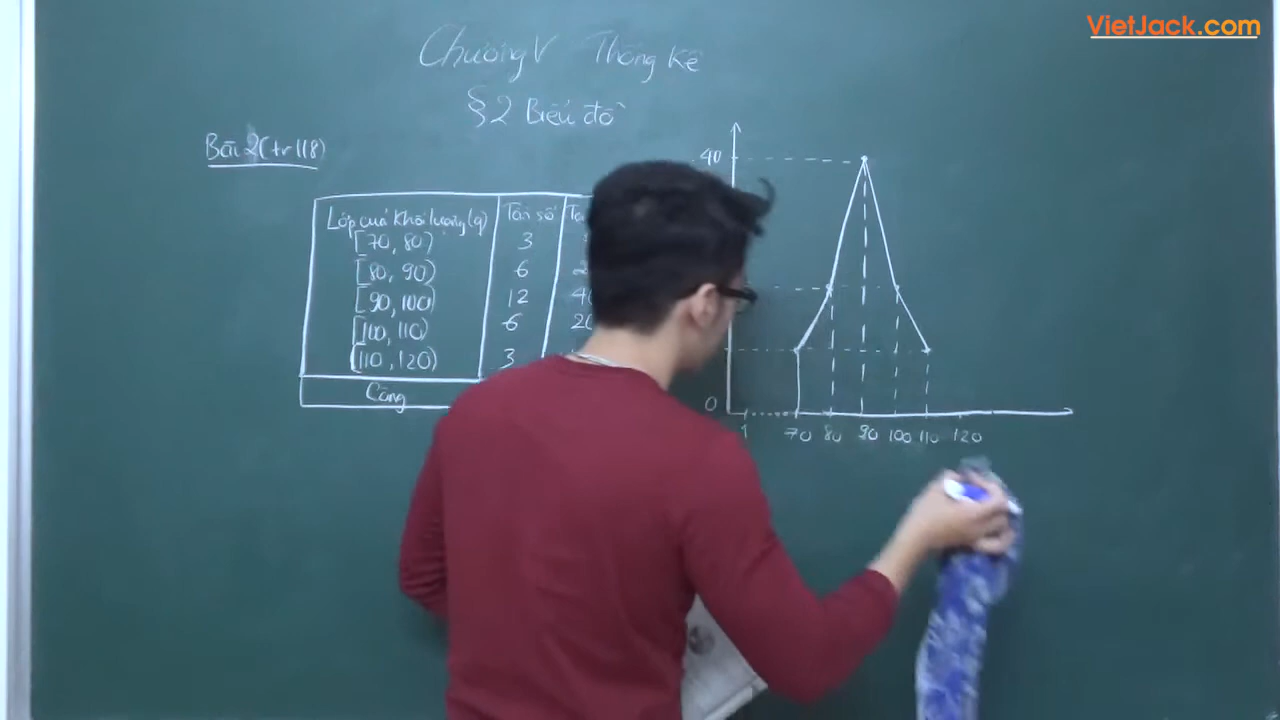 VietJack.com
Chương V Thống kê
§2 Biểu đồ
Bài 2 (tr 118)
Lớp của khối lượng (g) Tần số
[70, 80) 3
[80, 90) 6
[90, 100) 12
[100, 110) 6
[110, 120) 3
Cộng
40
0
1 70 80 90 100 110 120